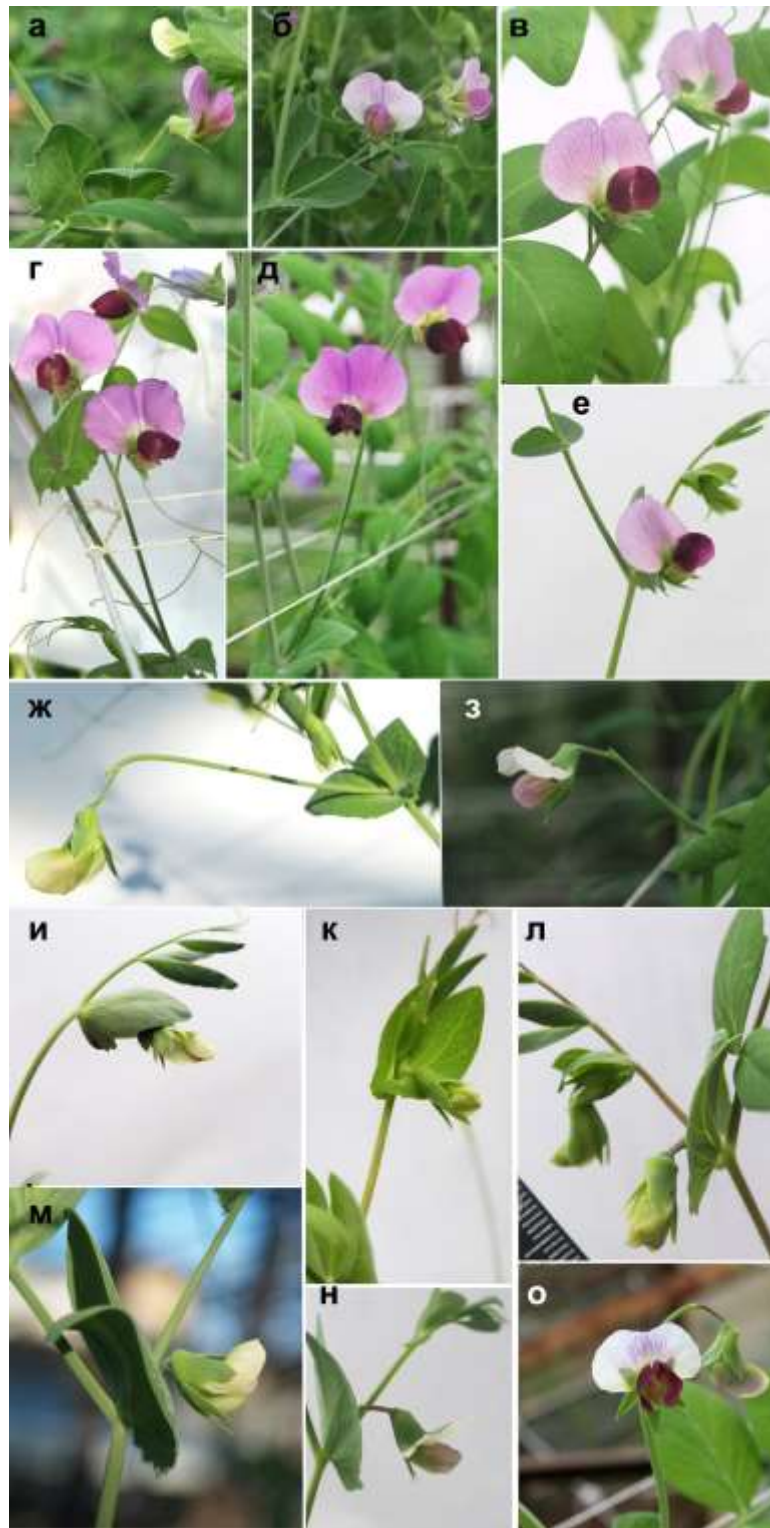 а
б
в
г
д
е
ж
з
и
к
л
м
н
о